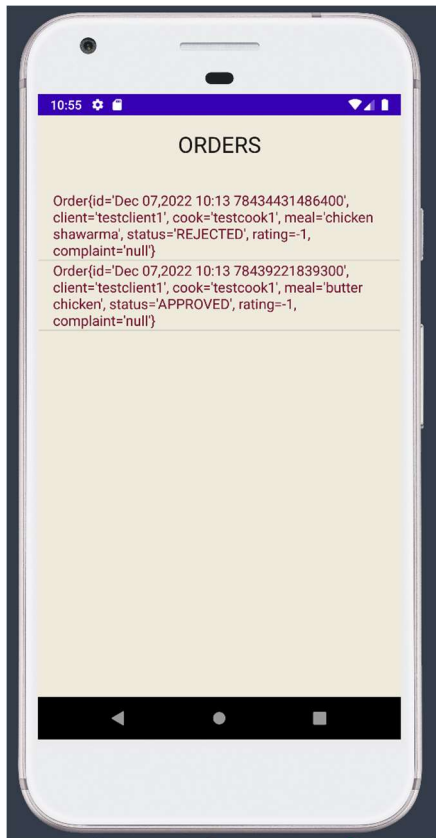 10:55
ORDERS
Order{id='Dec 07,2022 10:13 78434431486400',
client='testclient1', cook='testcook1', meal='chicken
shawarma', status='REJECTED', rating=-1,
complaint='null'}
Order{id='Dec 07,2022 10:13 78439221839300',
client='testclient1', cook='testcook1', meal='butter
chicken', status='APPROVED', rating=-1,
complaint='null'}